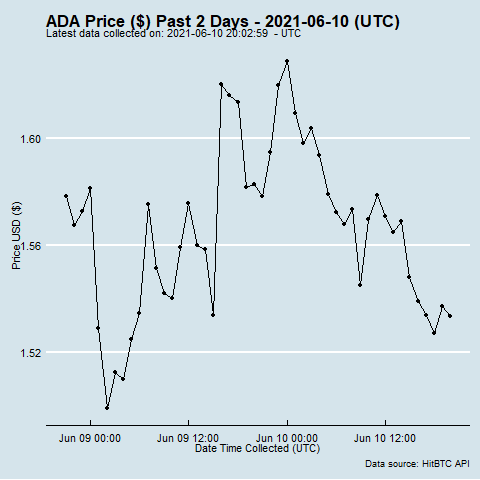 ADA Price ($) Past 2 Days - 2021-06-10 (UTC)
Latest data collected on: 2021-06-10 20:02:59 - UTC
1.60
1.56
1.52
Price USD ($)
Jun 09 00:00 Jun 09 12:00 Jun 10 00:00 Jun 10 12:00
Date Time Collected (UTC)
Data source: HitBTC API